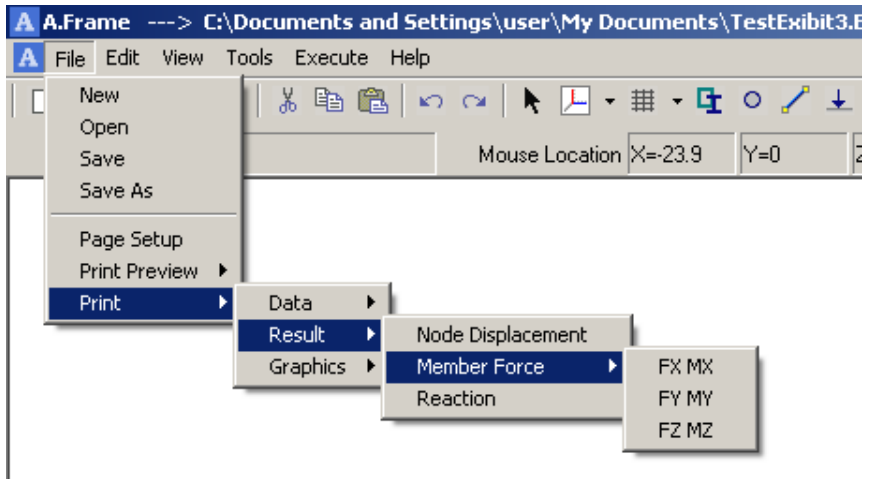 A A.Frame ---> C:\Documents and Settings\user\My Documents\TestExibit3.E
A File Edit View Tools Execute Help
Mouse Location X=-23.9 Y=0
New
Open
Save
Save As
Page Setup
Print Preview
Print
Data
Result
Graphics
Node Displacement
Member Force
Reaction
FX MX
FY MY
FZ MZ